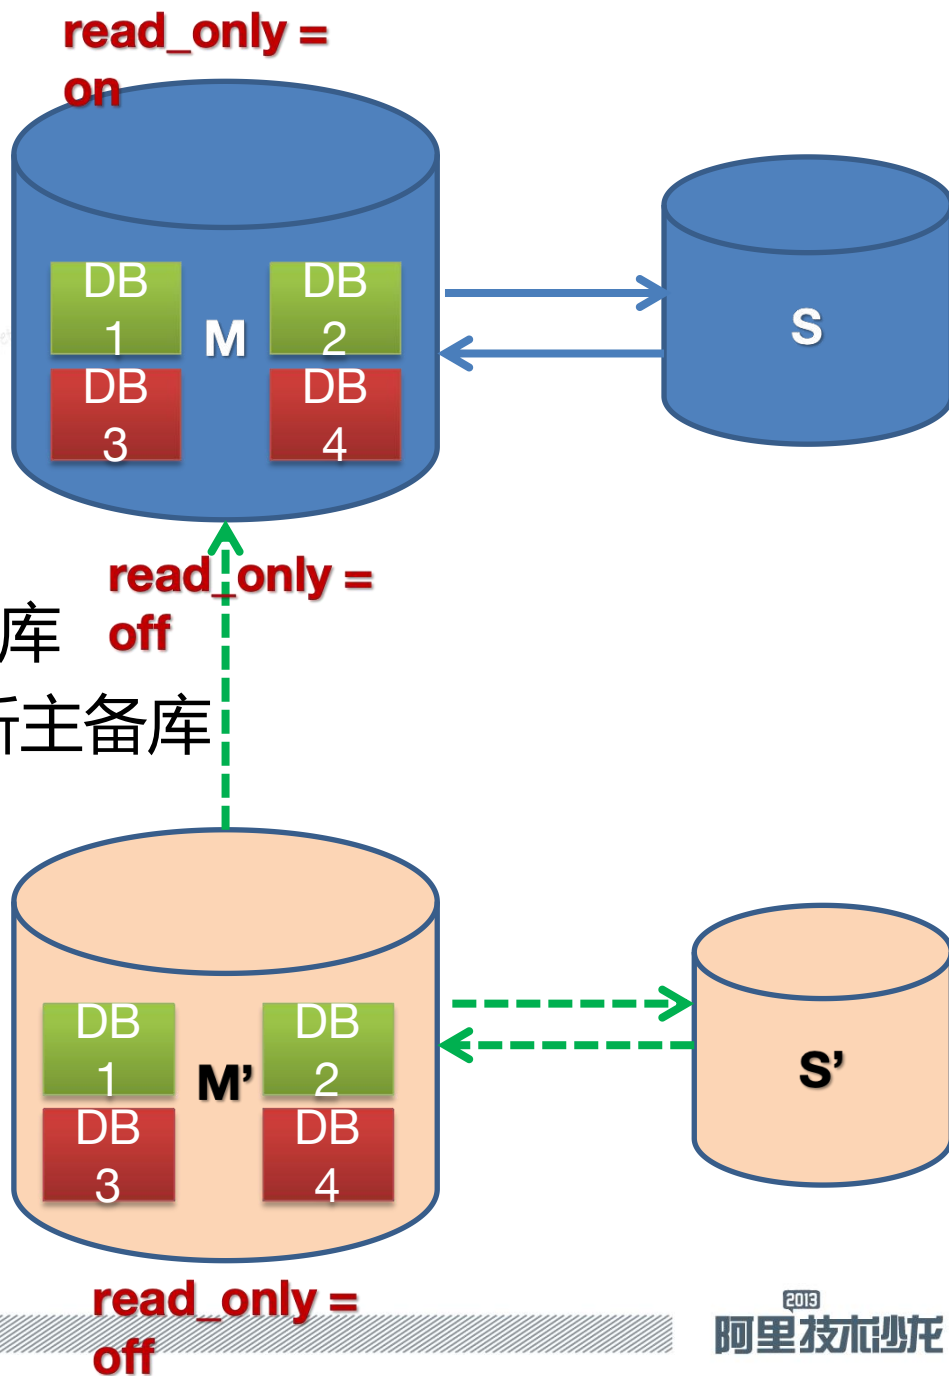 read_only =
on
DB
1
DB
2
M
DB
3
DB
4
S
read_only =
off
库
主备库
DB
1
DB
2
M'
DB
3
DB
4
S'
read_only =
off
2013
阿里技术沙龙